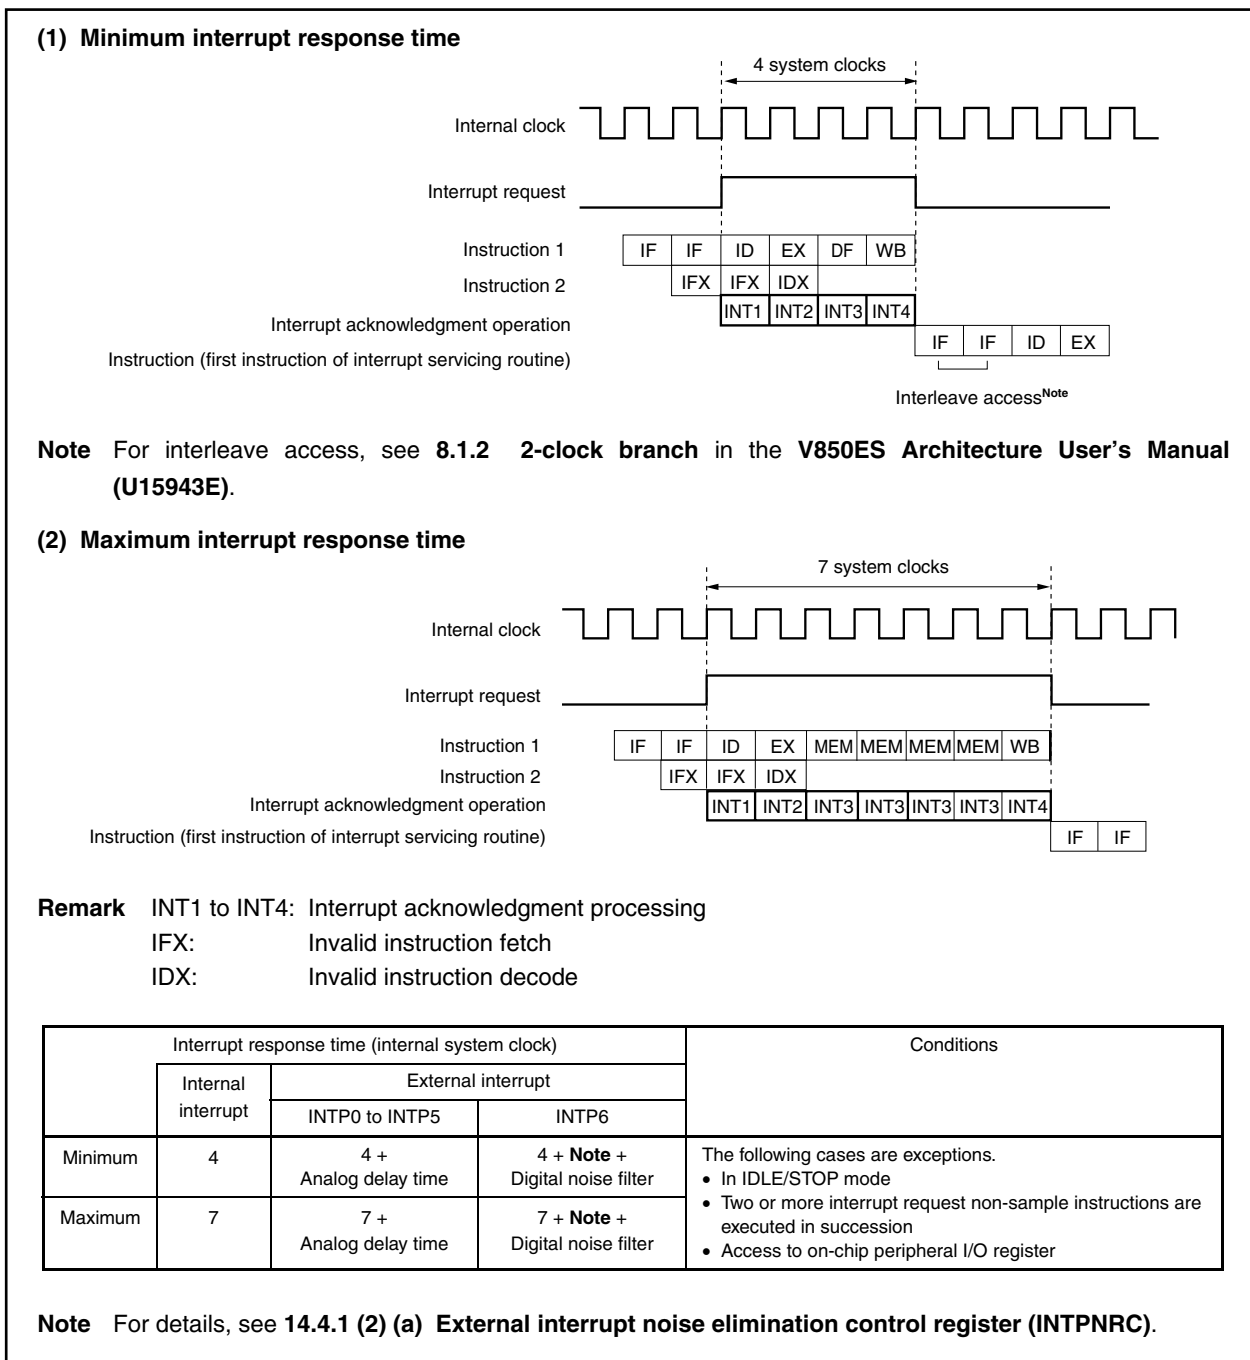 (1) Minimum interrupt response time
4 system clocks
Internal clock
Interrupt request
Instruction 1 IF IF ID EX DF WB
Instruction 2 IFX IFX IDX
Interrupt acknowledgment operation INT1 INT2 INT3 INT4
Instruction (first instruction of interrupt servicing routine) IF IF ID EX
Interleave accessNote
Note For interleave access, see 8.1.2 2-clock branch in the V850ES Architecture User's Manual
(U15943E).
(2) Maximum interrupt response time
7 system clocks
Internal clock
Interrupt request
Instruction 1 IF IF ID EX MEM MEM MEM MEM WB
Instruction 2 IFX IFX IDX
Interrupt acknowledgment operation INT1 INT2 INT3 INT3 INT3 INT3 INT4
Instruction (first instruction of interrupt servicing routine) IF IF
Remark INT1 to INT4: Interrupt acknowledgment processing
IFX: Invalid instruction fetch
IDX: Invalid instruction decode
Interrupt response time (internal system clock) Conditions
Internal interrupt External interrupt
INTP0 to INTP5 INTP6
Minimum 4 4 + Analog delay time 4 + Note + Digital noise filter
Maximum 7 7 + Analog delay time 7 + Note + Digital noise filter
The following cases are exceptions.
• In IDLE/STOP mode
• Two or more interrupt request non-sample instructions are
executed in succession
• Access to on-chip peripheral I/O register
Note For details, see 14.4.1 (2) (a) External interrupt noise elimination control register (INTPNRC).